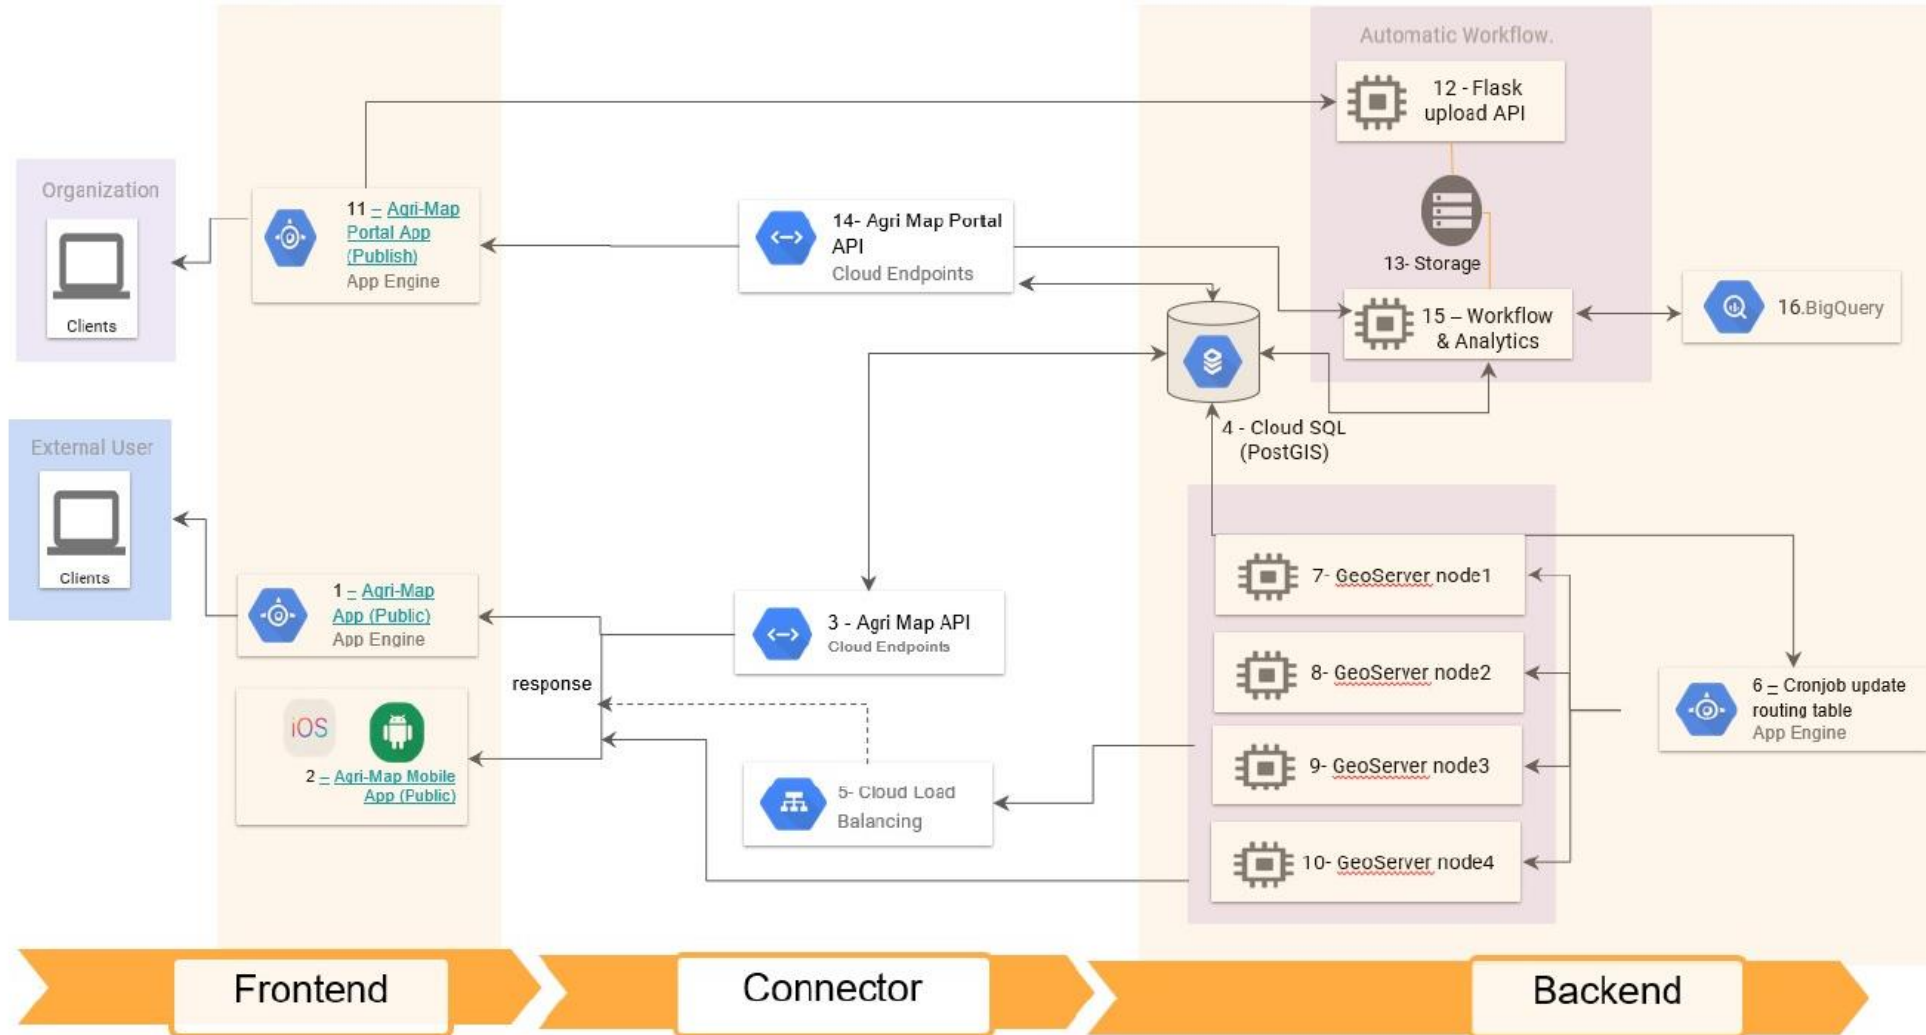 Automatic Workflow.
12 - Flask
upload API
Organization
Clients
11 – Agri-Map
Portal App
(Publish)
App Engine
14- Agri Map Portal
API
Cloud Endpoints
13- Storage
15 – Workflow
& Analytics
16.BigQuery
4 - Cloud SQL
(PostGIS)
External User
Clients
1 – Agri-Map
App (Public)
App Engine
3 - Agri Map API
Cloud Endpoints
response
iOS
2 – Agri-Map Mobile
App (Public)
5- Cloud Load
Balancing
7- GeoServer node1
8- GeoServer node2
9- GeoServer node3
10- GeoServer node4
6 – Cronjob update
routing table
App Engine
Frontend
Connector
Backend